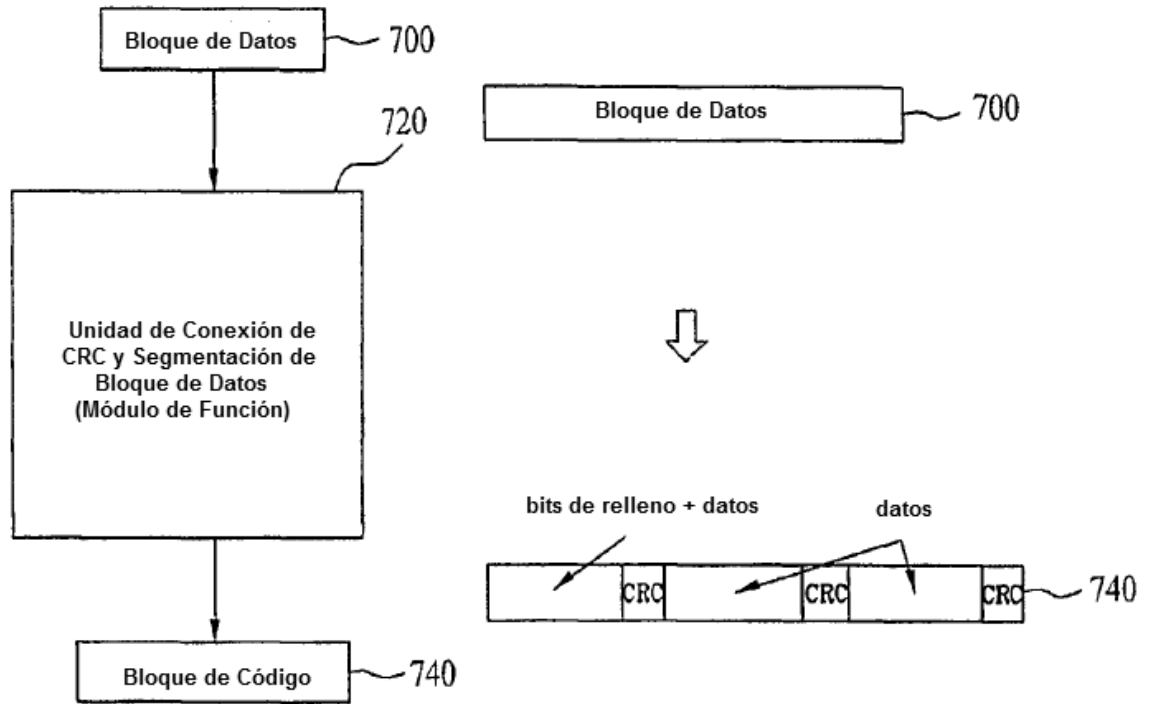 Bloque de Datos
700
Bloque de Datos
700
720
Unidad de Conexión de
CRC y Segmentación de
Bloque de Datos
(Módulo de Función)
bits de relleno + datos
datos
CRC
CRC
CRC
740
Bloque de Código
740